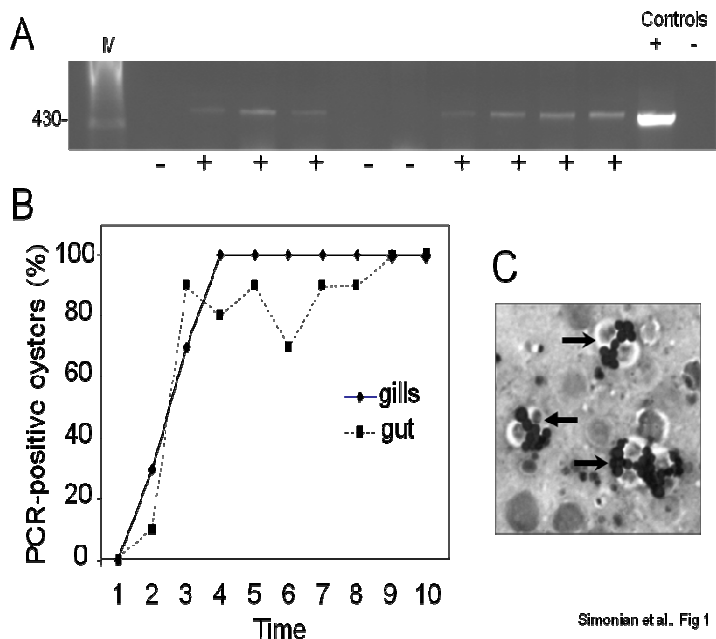 A
M
Controls
+ -
430-
- + + + - - + + + +
B
PCR-positive oysters (%)
100
80
60
40
20
0
gills
gut
1 2 3 4 5 6 7 8 9 10
Time
C
Simonian et al. Fig 1